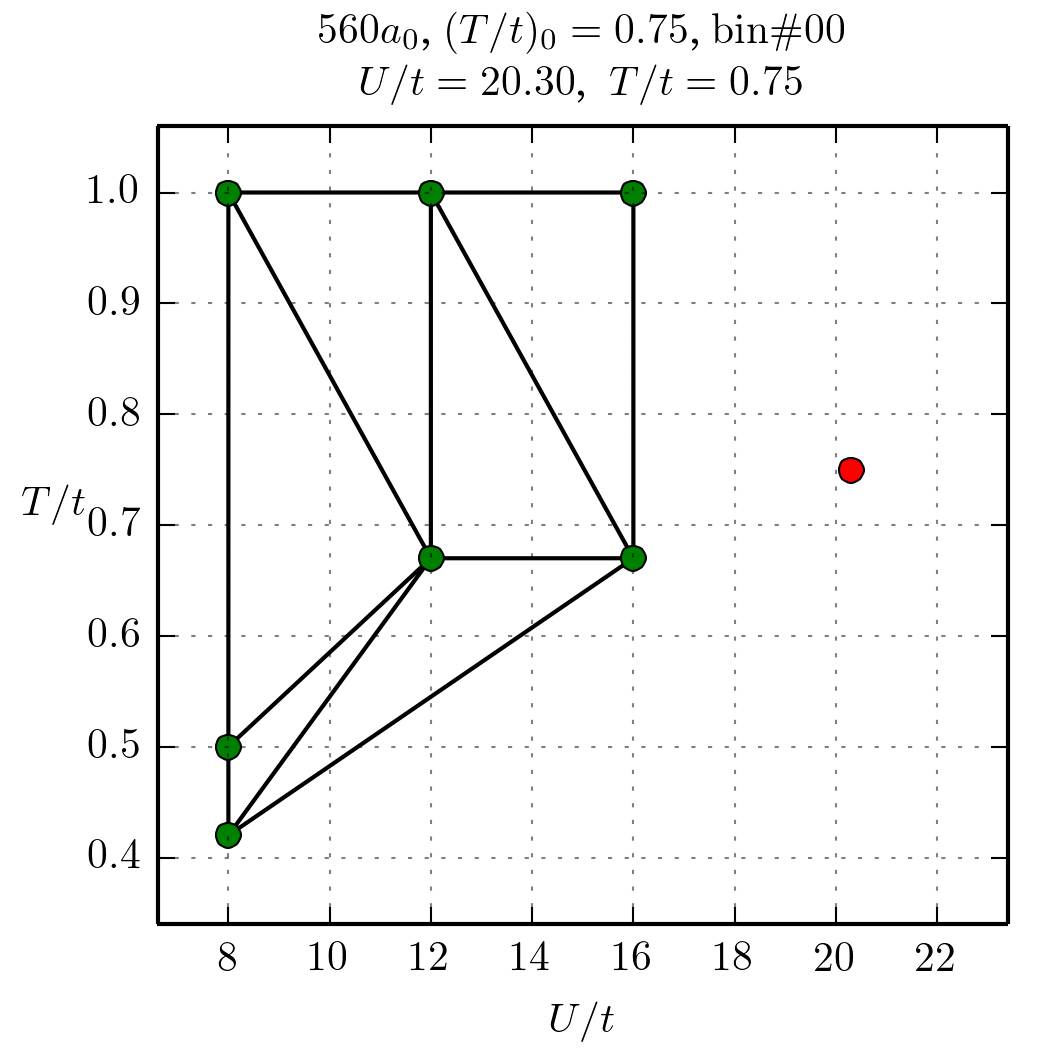 560a₀, (T/t)₀ = 0.75, bin#00
U/t = 20.30, T/t = 0.75
1.0
0.9
0.8
T/t
0.7
0.6
0.5
0.4
8 10 12 14 16 18 20 22
U/t